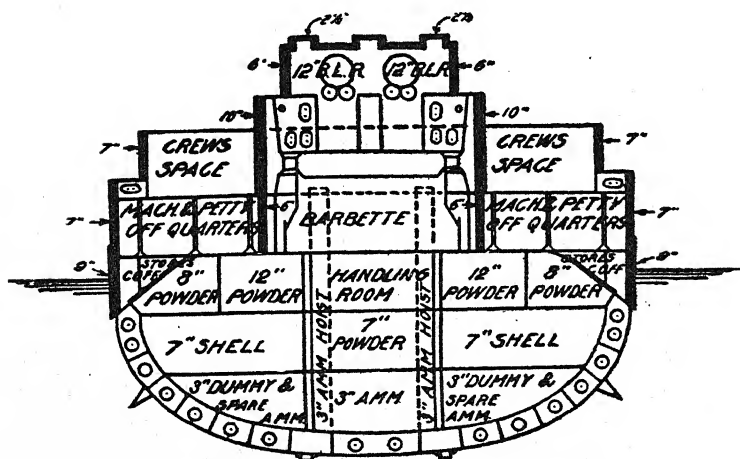 2½" 2½"
6" 12" B.L.R. 12" B.L.R. 6"
10" 10"
7" CREWS SPACE CREWS SPACE 7"
7" MACH. & PETTY OFF QUARTERS 6" BARBETTE 6" MACH. & PETTY OFF QUARTERS 7"
9" STORES COFF STORES COFF 9"
8" POWDER
12" POWDER
HANDLING ROOM
12" POWDER
8" POWDER
3" AMM HOIST
3" AMM HOIST
7" SHELL
7" POWDER
7" SHELL
3" DUMMY & SPARE AMM.
3" AMM.
3" DUMMY & SPARE AMM.